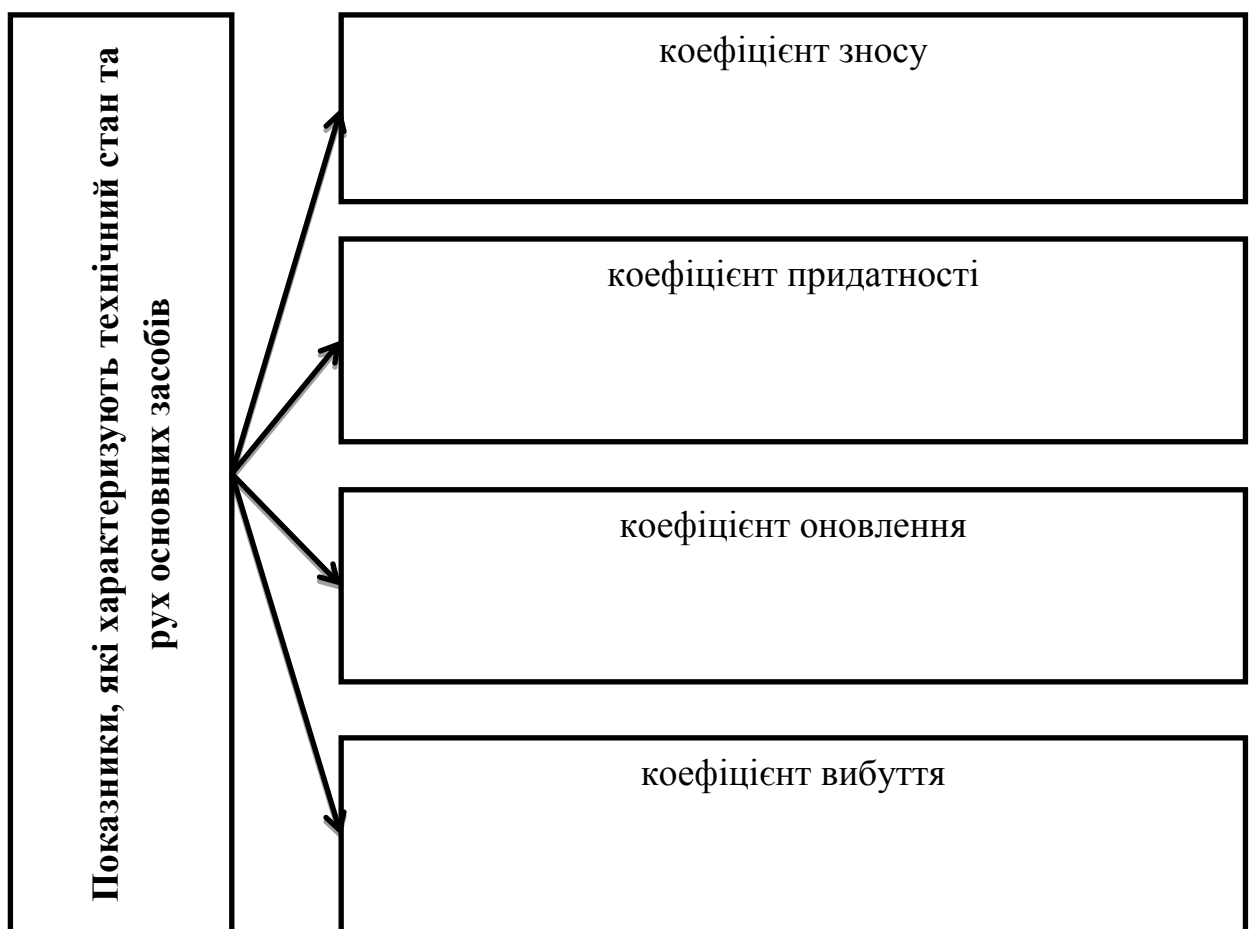 Показники, які характеризують технічний стан та
рух основних засобів
коефіцієнт зносу
коефіцієнт придатності
коефіцієнт оновлення
коефіцієнт вибуття